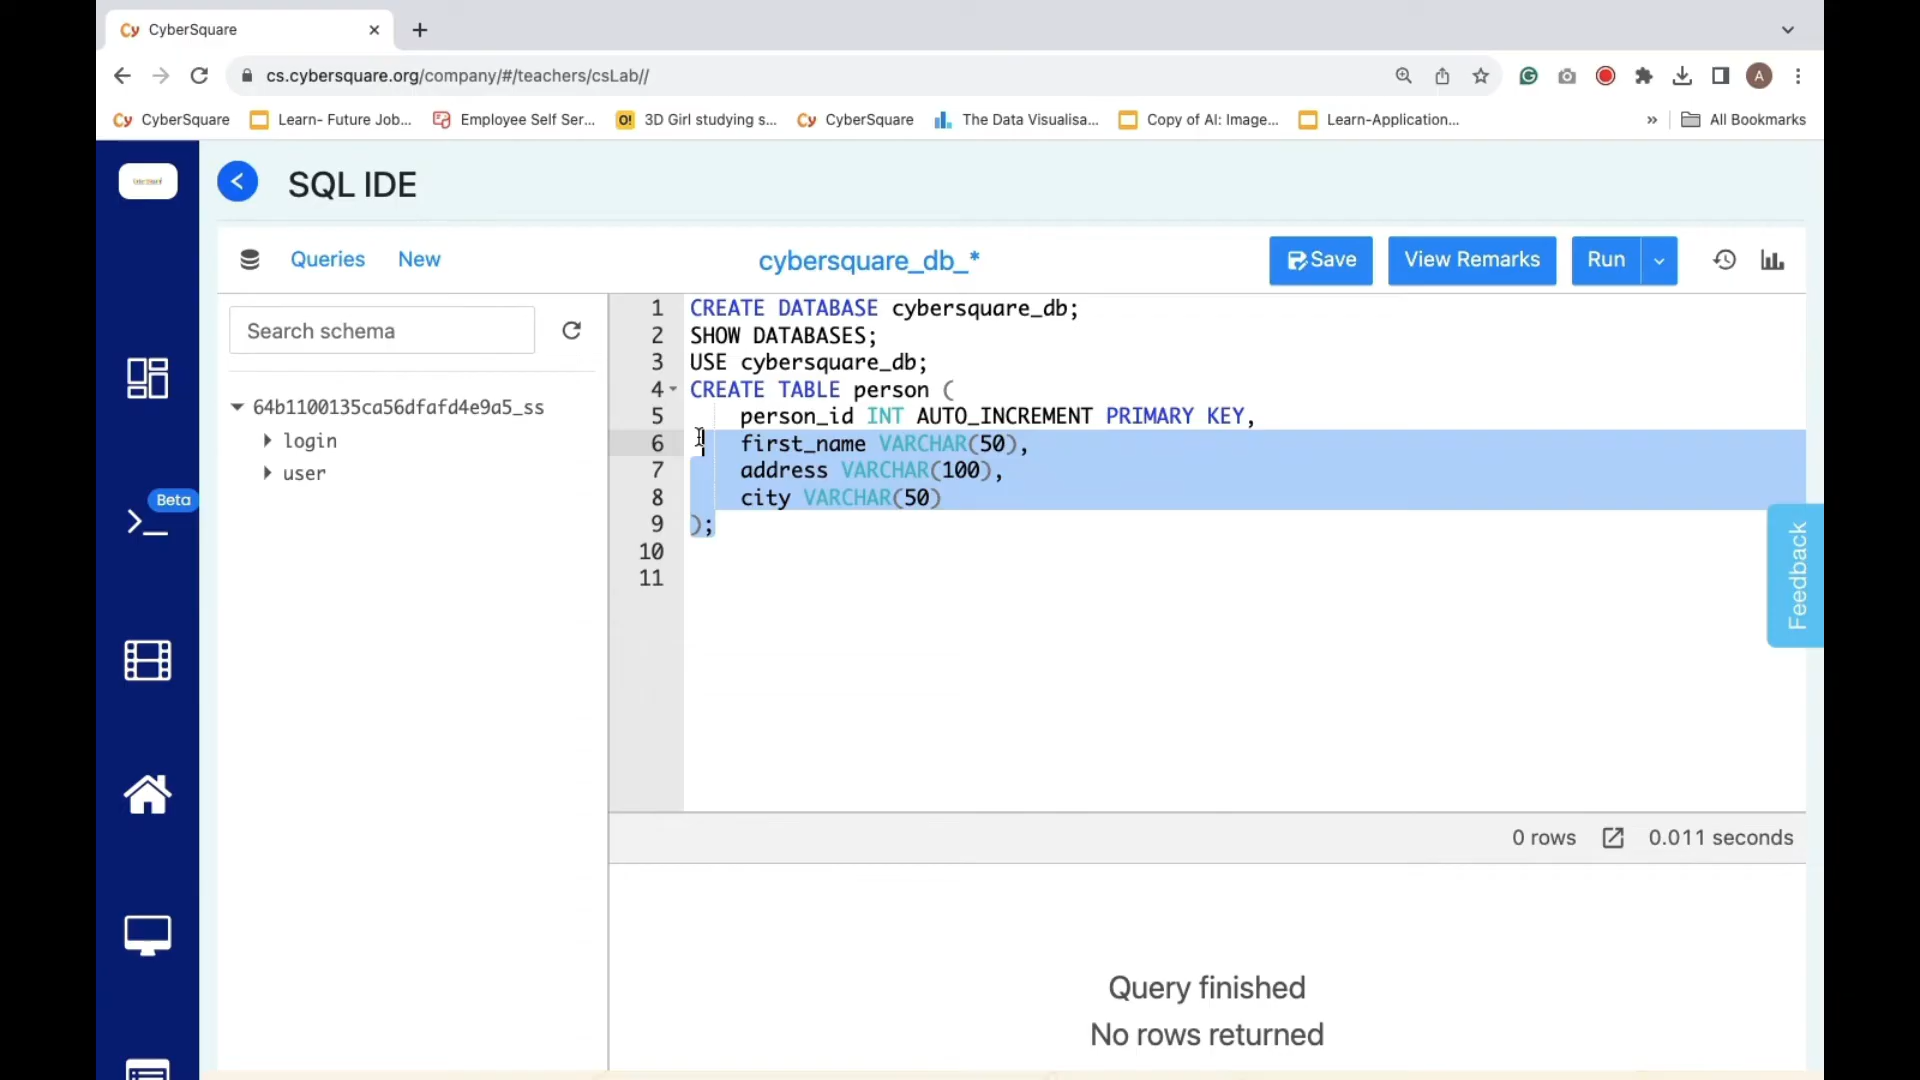 CyberSquare
cs.cybersquare.org/company/#/teachers/csLab//
A
CyberSquare
Learn- Future Job...
Employee Self Ser...
O!
3D Girl studying s...
CyberSquare
The Data Visualisa...
Copy of AI: Image...
Learn-Application...
»
All Bookmarks
SQL IDE
Queries
New
cybersquare_db_*
Save
View Remarks
Run
Search schema
64b1100135ca56dfafd4e9a5_ss
login
user
Beta
1 CREATE DATABASE cybersquare_db;
2 SHOW DATABASES;
3 USE cybersquare_db;
4 CREATE TABLE person (
5 person_id INT AUTO_INCREMENT PRIMARY KEY,
6 first_name VARCHAR(50),
7 address VARCHAR(100),
8 city VARCHAR(50)
9 );
10
11
Feedback
0 rows
0.011 seconds
Query finished
No rows returned